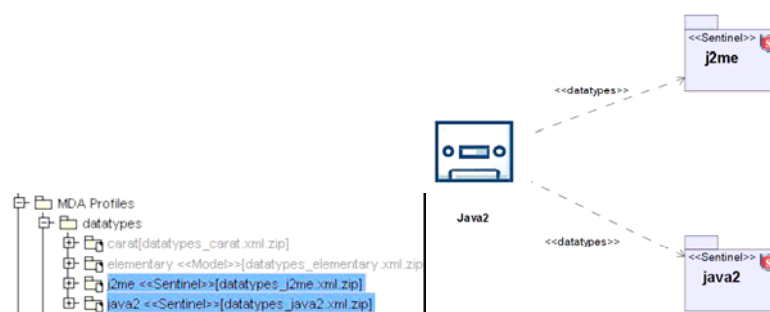 MDA Profiles
datatypes
carat[datatypes_carat.xml.zip]
elementary <<Model>>[datatypes_elementary.xml.zip
j2me <<Sentinel>>[datatypes_j2me.xml.zip]
java2 <<Sentinel>>[datatypes_java2.xml.zip]
<<Sentinel>>
j2me
<<datatypes>>
Java2
<<datatypes>>
<<Sentinel>>
java2